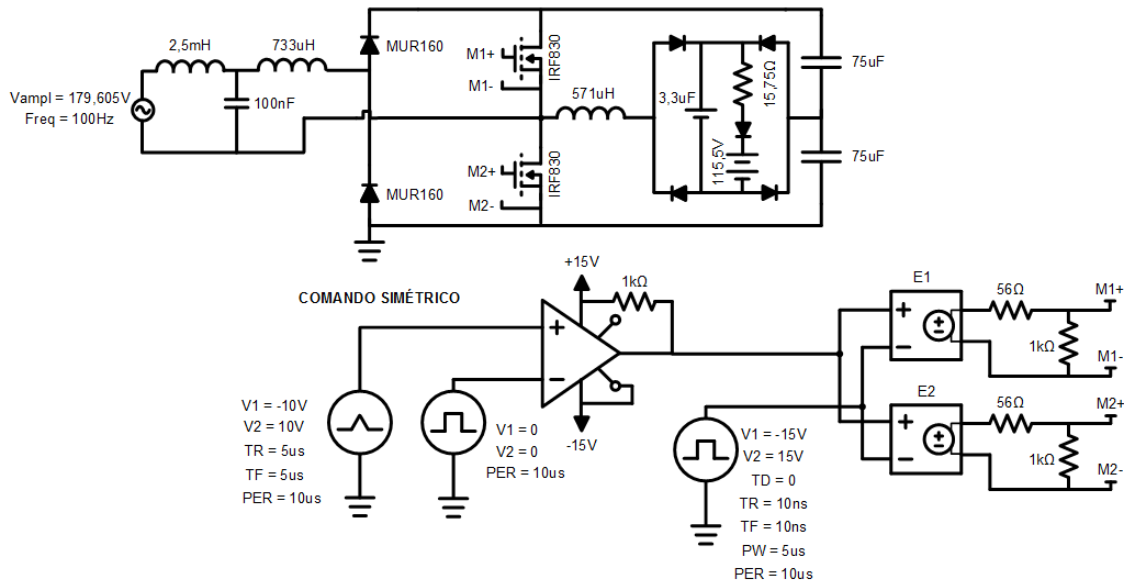 2,5mH
733uH
MUR160
M1+
M1-
IRF830
Vampl = 179,605V
Freq = 100Hz
100nF
571uH
3,3uF
15,75Ω
115,5V
75uF
75uF
M2+
M2-
IRF830
MUR160
COMANDO SIMÉTRICO
+15V
1kΩ
-15V
V1 = -10V
V2 = 10V
TR = 5us
TF = 5us
PER = 10us
V1 = 0
V2 = 0
PER = 10us
V1 = -15V
V2 = 15V
TD = 0
TR = 10ns
TF = 10ns
PW = 5us
PER = 10us
E1
56Ω
M1+
1kΩ
M1-
E2
56Ω
M2+
1kΩ
M2-